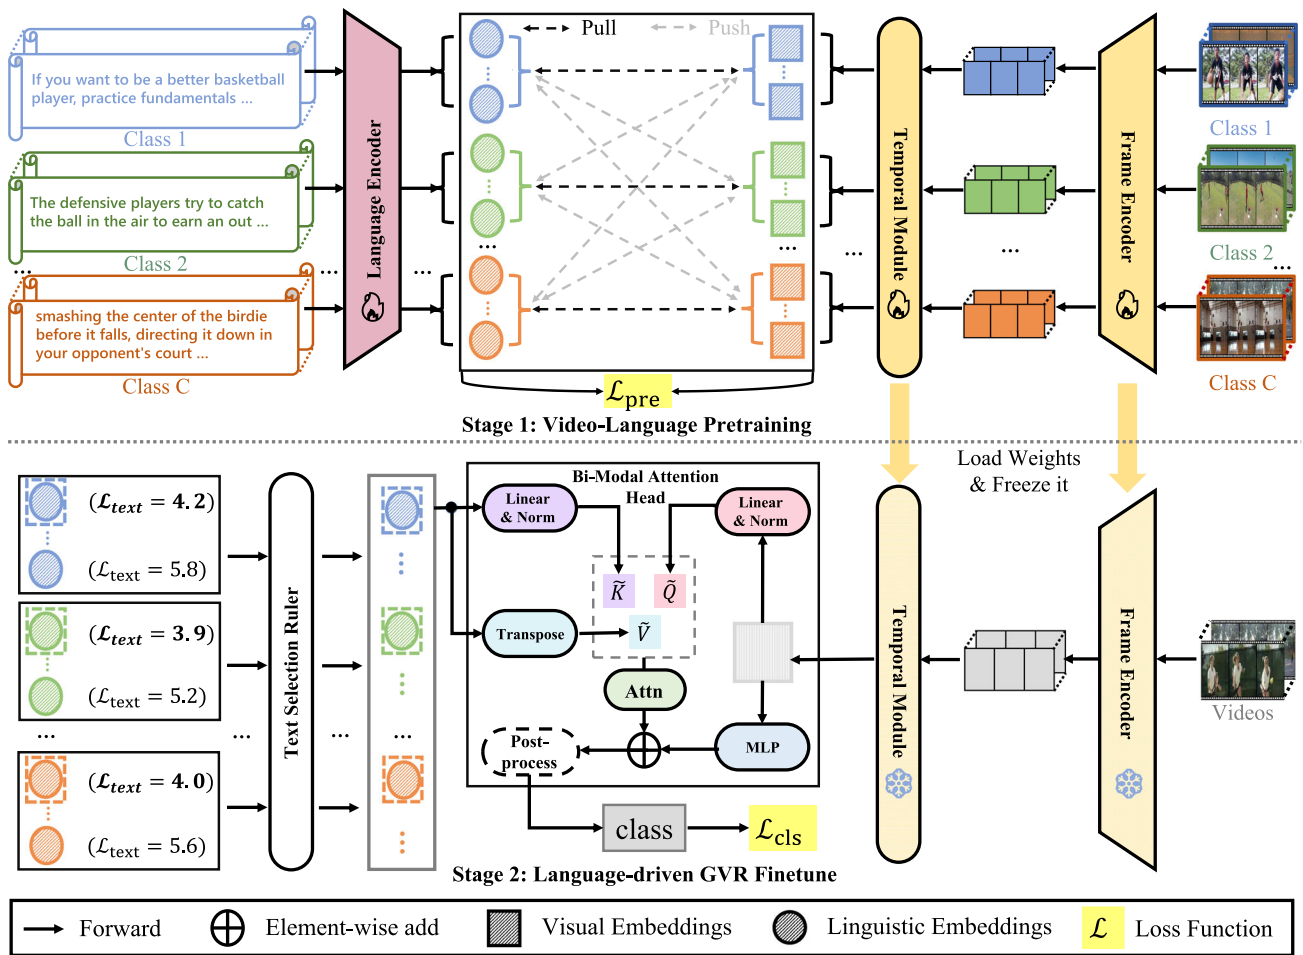 If you want to be a better basketball
player, practice fundamentals ...
Class 1
The defensive players try to catch
the ball in the air to earn an out ...
Class 2
...
smashing the center of the birdie
before it falls, directing it down in
your opponent's court ...
Class C
...
Language Encoder
...
Pull
Push
...
...
...
Temporal Module
...
Frame Encoder
Class 1
Class 2
...
Class C
ℒpre
Stage 1: Video-Language Pretraining
Load Weights
& Freeze it
(ℒtext = 4.2)
(ℒtext = 5.8)
(ℒtext = 3.9)
(ℒtext = 5.2)
...
(ℒtext = 4.0)
(ℒtext = 5.6)
...
Text Selection Ruler
...
Bi-Modal Attention
Head
Linear
& Norm
Linear
& Norm
K̃
Q̃
Transpose
Ṽ
Attn
Post-
process
MLP
class
ℒcls
Temporal Module
Frame Encoder
Videos
Stage 2: Language-driven GVR Finetune
Forward
Element-wise add
Visual Embeddings
Linguistic Embeddings
ℒ
Loss Function